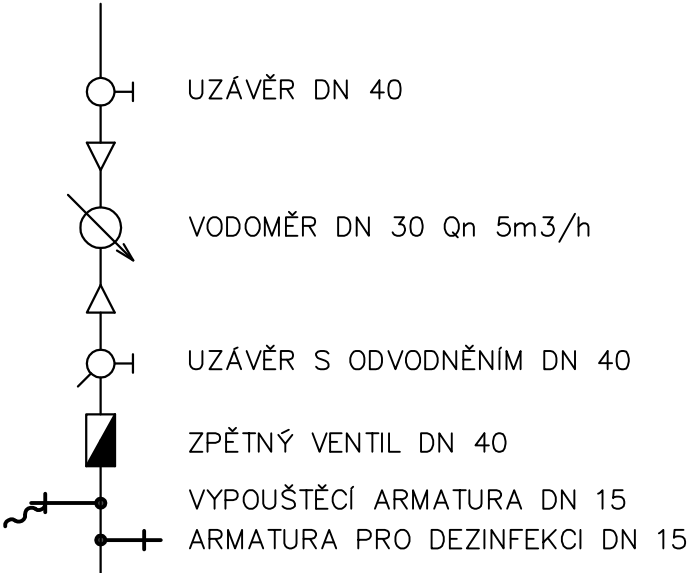 UZÁVĚR DN 40
VODOMĚR DN 30 Qn 5m3/h
UZÁVĚR S ODVODNĚNÍM DN 40
ZPĚTNÝ VENTIL DN 40
VYPOUŠTĚCÍ ARMATURA DN 15
ARMATURA PRO DEZINFEKCI DN 15